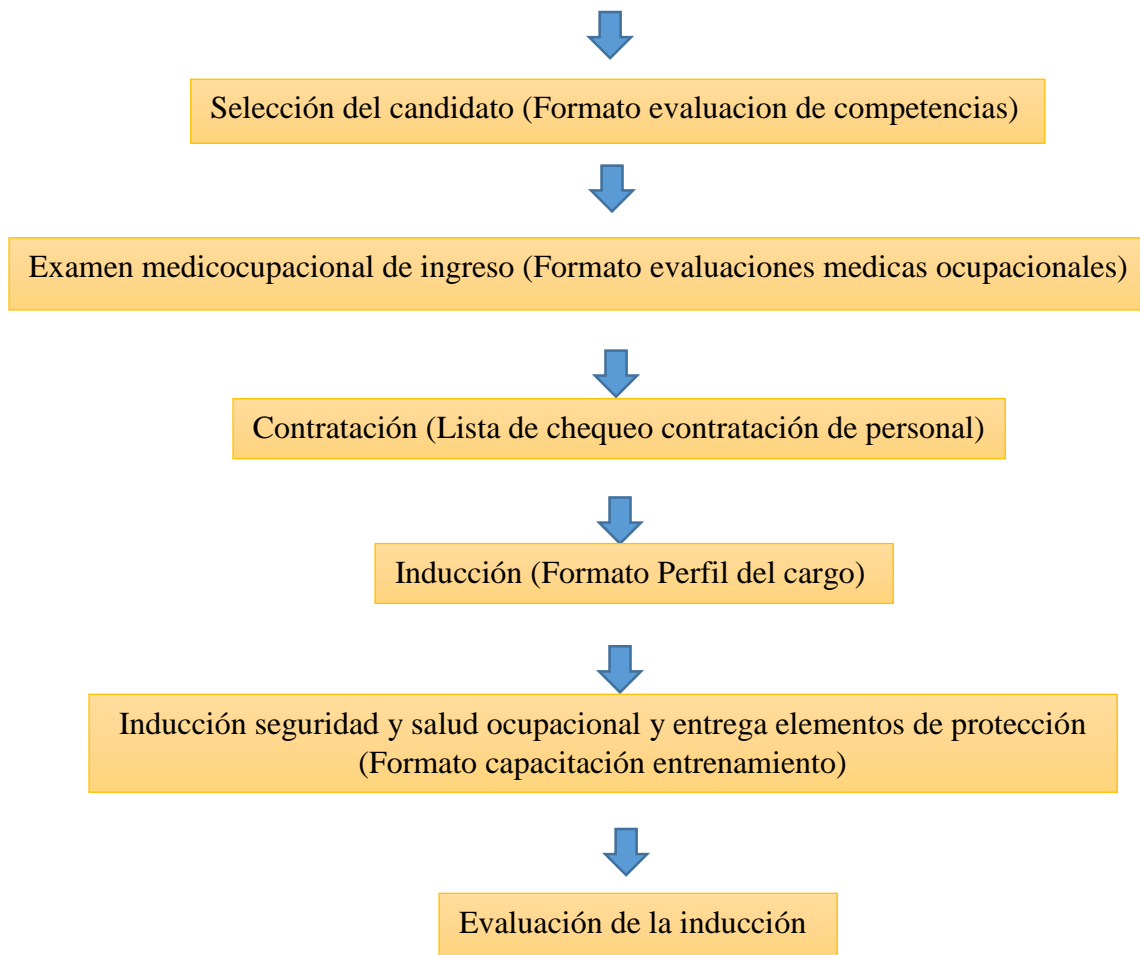 Selección del candidato (Formato evaluacion de competencias)
Examen medicocupacional de ingreso (Formato evaluaciones medicas ocupacionales)
Contratación (Lista de chequeo contratación de personal)
Inducción (Formato Perfil del cargo)
Inducción seguridad y salud ocupacional y entrega elementos de protección
(Formato capacitación entrenamiento)
Evaluación de la inducción